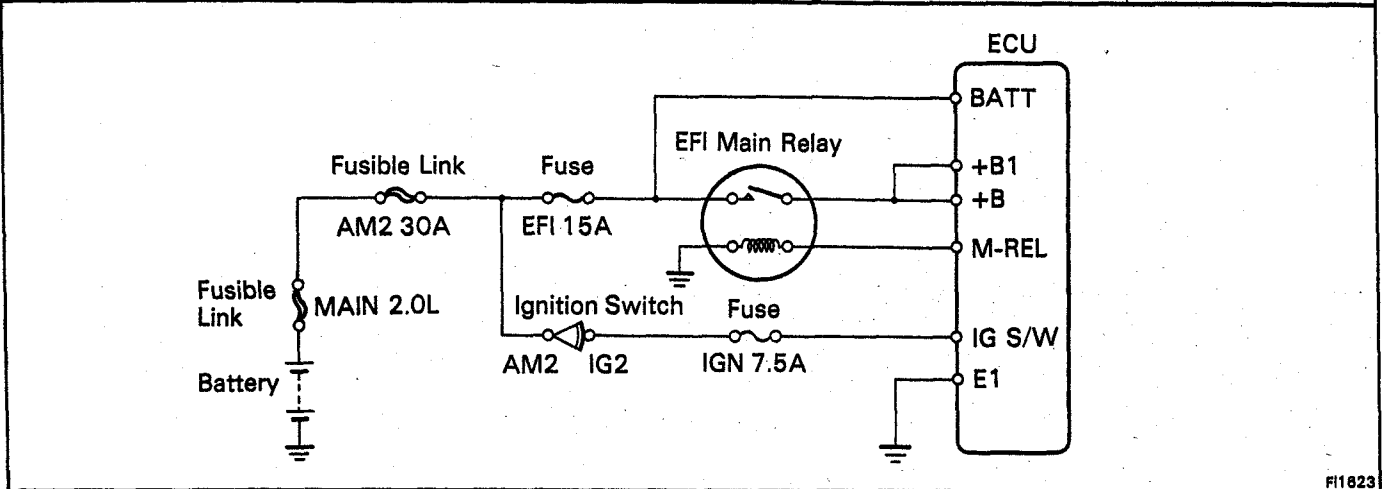 ECU
BATT
EFI Main Relay
+B1
Fusible Link
Fuse
+B
AM2 30A
EFI 15A
M-REL
Fusible
Link
MAIN 2.0L
Ignition Switch
Fuse
IG S/W
AM2
IG2
IGN 7.5A
E1
Battery
FI1623